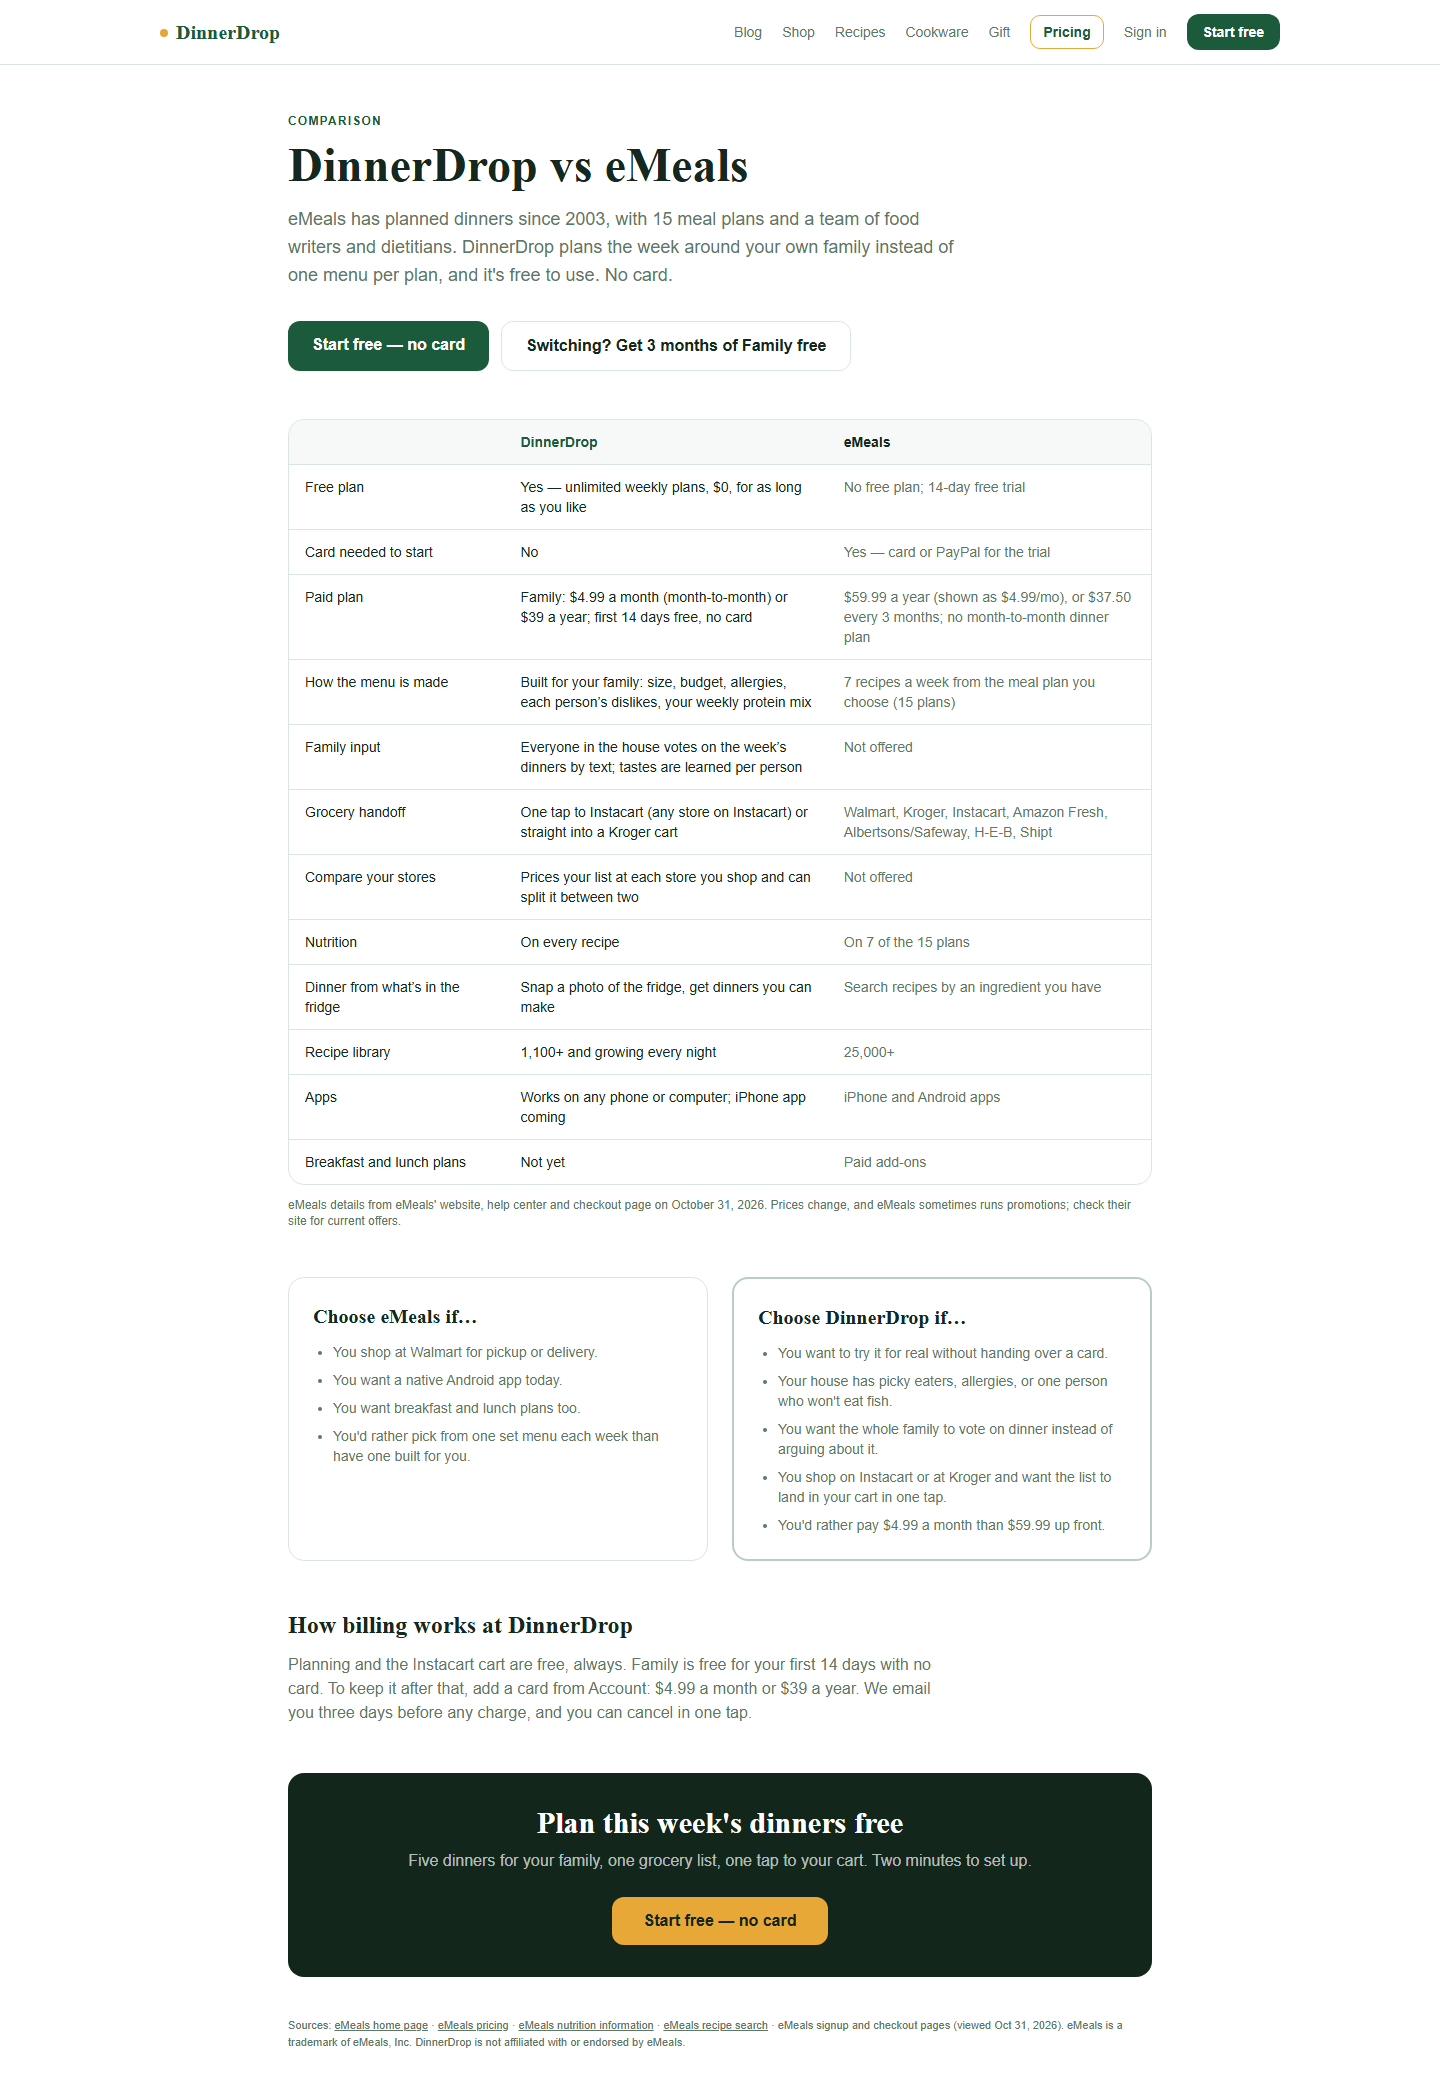 DinnerDrop
Blog Shop Recipes Cookware Gift Pricing Sign in Start free
COMPARISON
DinnerDrop vs eMeals
eMeals has planned dinners since 2003, with 15 meal plans and a team of food
writers and dietitians. DinnerDrop plans the week around your own family instead of
one menu per plan, and it's free to use. No card.
Start free — no card
Switching? Get 3 months of Family free
DinnerDrop eMeals
Free plan
Yes — unlimited weekly plans, $0, for as long
as you like
No free plan; 14-day free trial
Card needed to start
No
Yes — card or PayPal for the trial
Paid plan
Family: $4.99 a month (month-to-month) or
$39 a year; first 14 days free, no card
$59.99 a year (shown as $4.99/mo), or $37.50
every 3 months; no month-to-month dinner
plan
How the menu is made
Built for your family: size, budget, allergies,
each person’s dislikes, your weekly protein mix
7 recipes a week from the meal plan you
choose (15 plans)
Family input
Everyone in the house votes on the week’s
dinners by text; tastes are learned per person
Not offered
Grocery handoff
One tap to Instacart (any store on Instacart) or
straight into a Kroger cart
Walmart, Kroger, Instacart, Amazon Fresh,
Albertsons/Safeway, H-E-B, Shipt
Compare your stores
Prices your list at each store you shop and can
split it between two
Not offered
Nutrition
On every recipe
On 7 of the 15 plans
Dinner from what’s in the
fridge
Snap a photo of the fridge, get dinners you can
make
Search recipes by an ingredient you have
Recipe library
1,100+ and growing every night
25,000+
Apps
Works on any phone or computer; iPhone app
coming
iPhone and Android apps
Breakfast and lunch plans
Not yet
Paid add-ons
eMeals details from eMeals' website, help center and checkout page on October 31, 2026. Prices change, and eMeals sometimes runs promotions; check their
site for current offers.
Choose eMeals if…
• You shop at Walmart for pickup or delivery.
• You want a native Android app today.
• You want breakfast and lunch plans too.
• You'd rather pick from one set menu each week than
have one built for you.
Choose DinnerDrop if…
• You want to try it for real without handing over a card.
• Your house has picky eaters, allergies, or one person
who won't eat fish.
• You want the whole family to vote on dinner instead of
arguing about it.
• You shop on Instacart or at Kroger and want the list to
land in your cart in one tap.
• You'd rather pay $4.99 a month than $59.99 up front.
How billing works at DinnerDrop
Planning and the Instacart cart are free, always. Family is free for your first 14 days with no
card. To keep it after that, add a card from Account: $4.99 a month or $39 a year. We email
you three days before any charge, and you can cancel in one tap.
Plan this week's dinners free
Five dinners for your family, one grocery list, one tap to your cart. Two minutes to set up.
Start free — no card
Sources: eMeals home page · eMeals pricing · eMeals nutrition information · eMeals recipe search · eMeals signup and checkout pages (viewed Oct 31, 2026). eMeals is a
trademark of eMeals, Inc. DinnerDrop is not affiliated with or endorsed by eMeals.